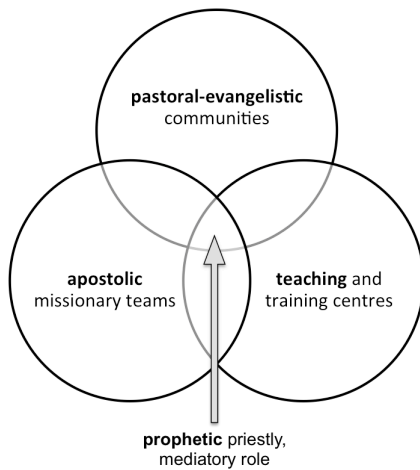 pastoral-evangelistic
communities
apostolic
missionary teams
teaching and
training centres
prophetic priestly,
mediatory role